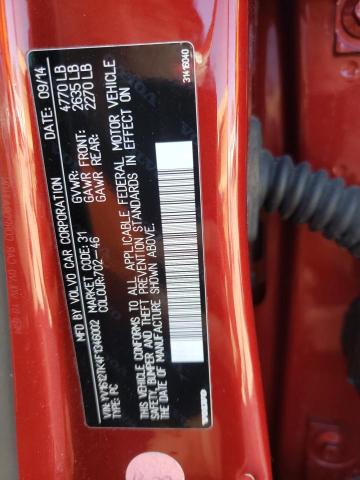 MFD BY VOLVO CAR CORPORATION 09/14
VIN: YV1612TK4F1346002 MARKET CODE: 31 GVWR: 4770 LB
TYPE: PC COLOUR: 702-46 GAWR FRONT: 2635 LB
GAWR REAR: 2270 LB
THIS VEHICLE CONFORMS TO ALL APPLICABLE FEDERAL MOTOR VEHICLE
SAFETY, BUMPER AND THEFT PREVENTION STANDARDS IN EFFECT ON
THE DATE OF MANUFACTURE SHOWN ABOVE.
VOLVO 31416040